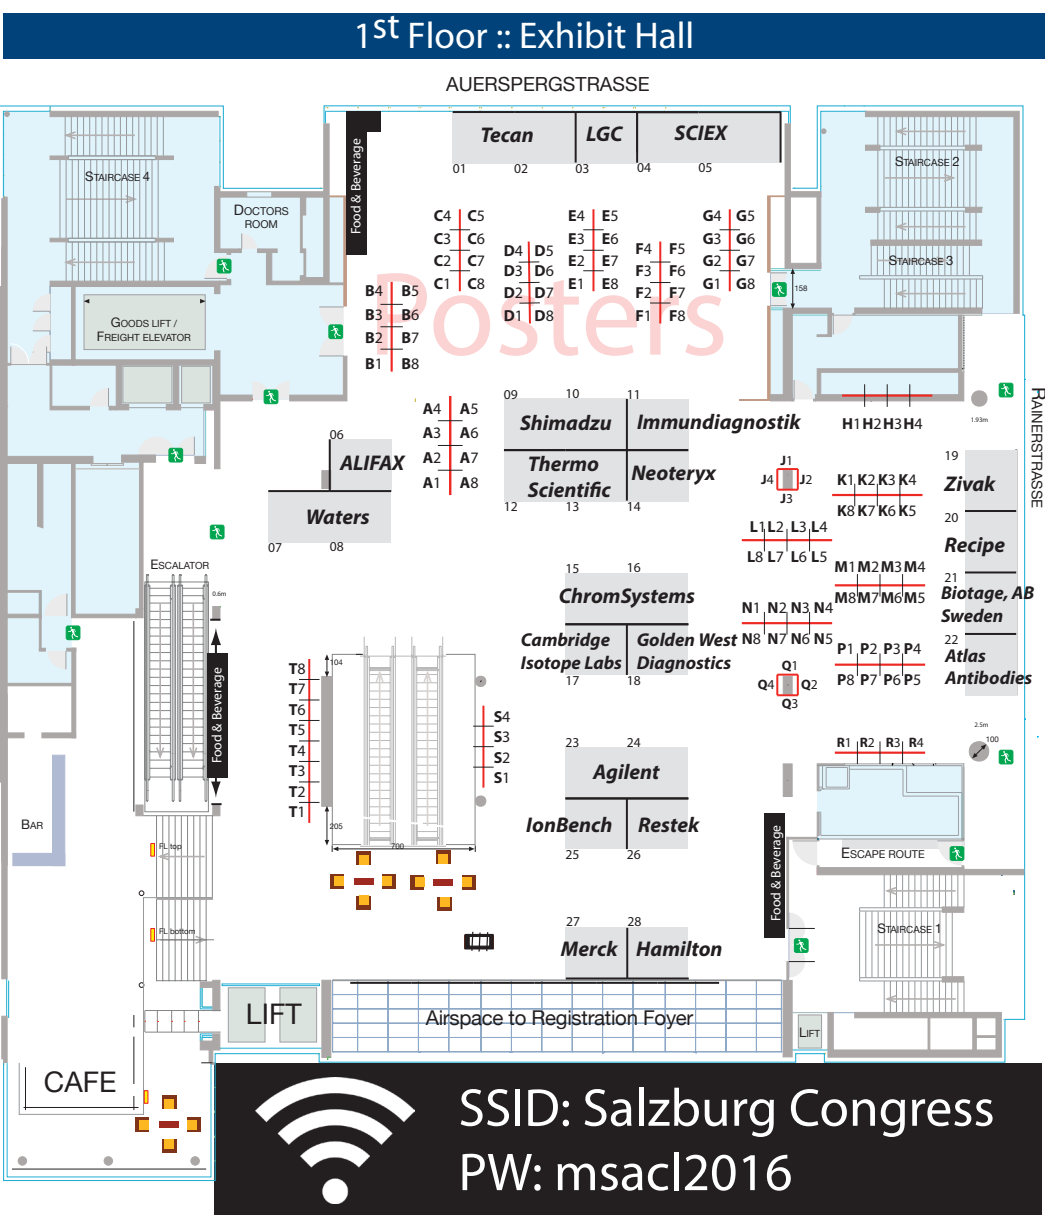 1st Floor :: Exhibit Hall
AUERSPERGSTRASSE
Food & Beverage
Tecan
LGC
SCIEX
01
02
03
04
05
STAIRCASE 4
STAIRCASE 2
STAIRCASE 3
DOCTORS
ROOM
GOODS LIFT /
FREIGHT ELEVATOR
158
Posters
C4 C5
C3 C6
C2 C7
C1 C8
D4 D5
D3 D6
D2 D7
D1 D8
E4 E5
E3 E6
E2 E7
E1 E8
F4 F5
F3 F6
F2 F7
F1 F8
G4 G5
G3 G6
G2 G7
G1 G8
B4 B5
B3 B6
B2 B7
B1 B8
A4 A5
A3 A6
A2 A7
A1 A8
09
10
11
Shimadzu
Immundiagnostik
Thermo
Scientific
Neoteryx
12
13
14
06
ALIFAX
Waters
07
08
H1 H2 H3 H4
1.93m
RAINERSTRASSE
J1
J4 J2
J3
K1 K2 K3 K4
K8 K7 K6 K5
L1 L2 L3 L4
L8 L7 L6 L5
M1 M2 M3 M4
M8 M7 M6 M5
N1 N2 N3 N4
N8 N7 N6 N5
P1 P2 P3 P4
P8 P7 P6 P5
Q1
Q4 Q2
Q3
R1 R2 R3 R4
19
Zivak
20
Recipe
21
Biotage, AB
Sweden
22
Atlas
Antibodies
2.5m
100
ESCALATOR
0.6m
Food & Beverage
15
16
ChromSystems
Cambridge
Isotope Labs
Golden West
Diagnostics
17
18
104
T8
T7
T6
T5
T4
T3
T2
T1
S4
S3
S2
S1
205
700
23
24
Agilent
IonBench
Restek
25
26
Food & Beverage
ESCAPE ROUTE
STAIRCASE 1
BAR
FL top
FL bottom
27
28
Merck
Hamilton
LIFT
Airspace to Registration Foyer
LIFT
CAFE
SSID: Salzburg Congress
PW: msacl2016